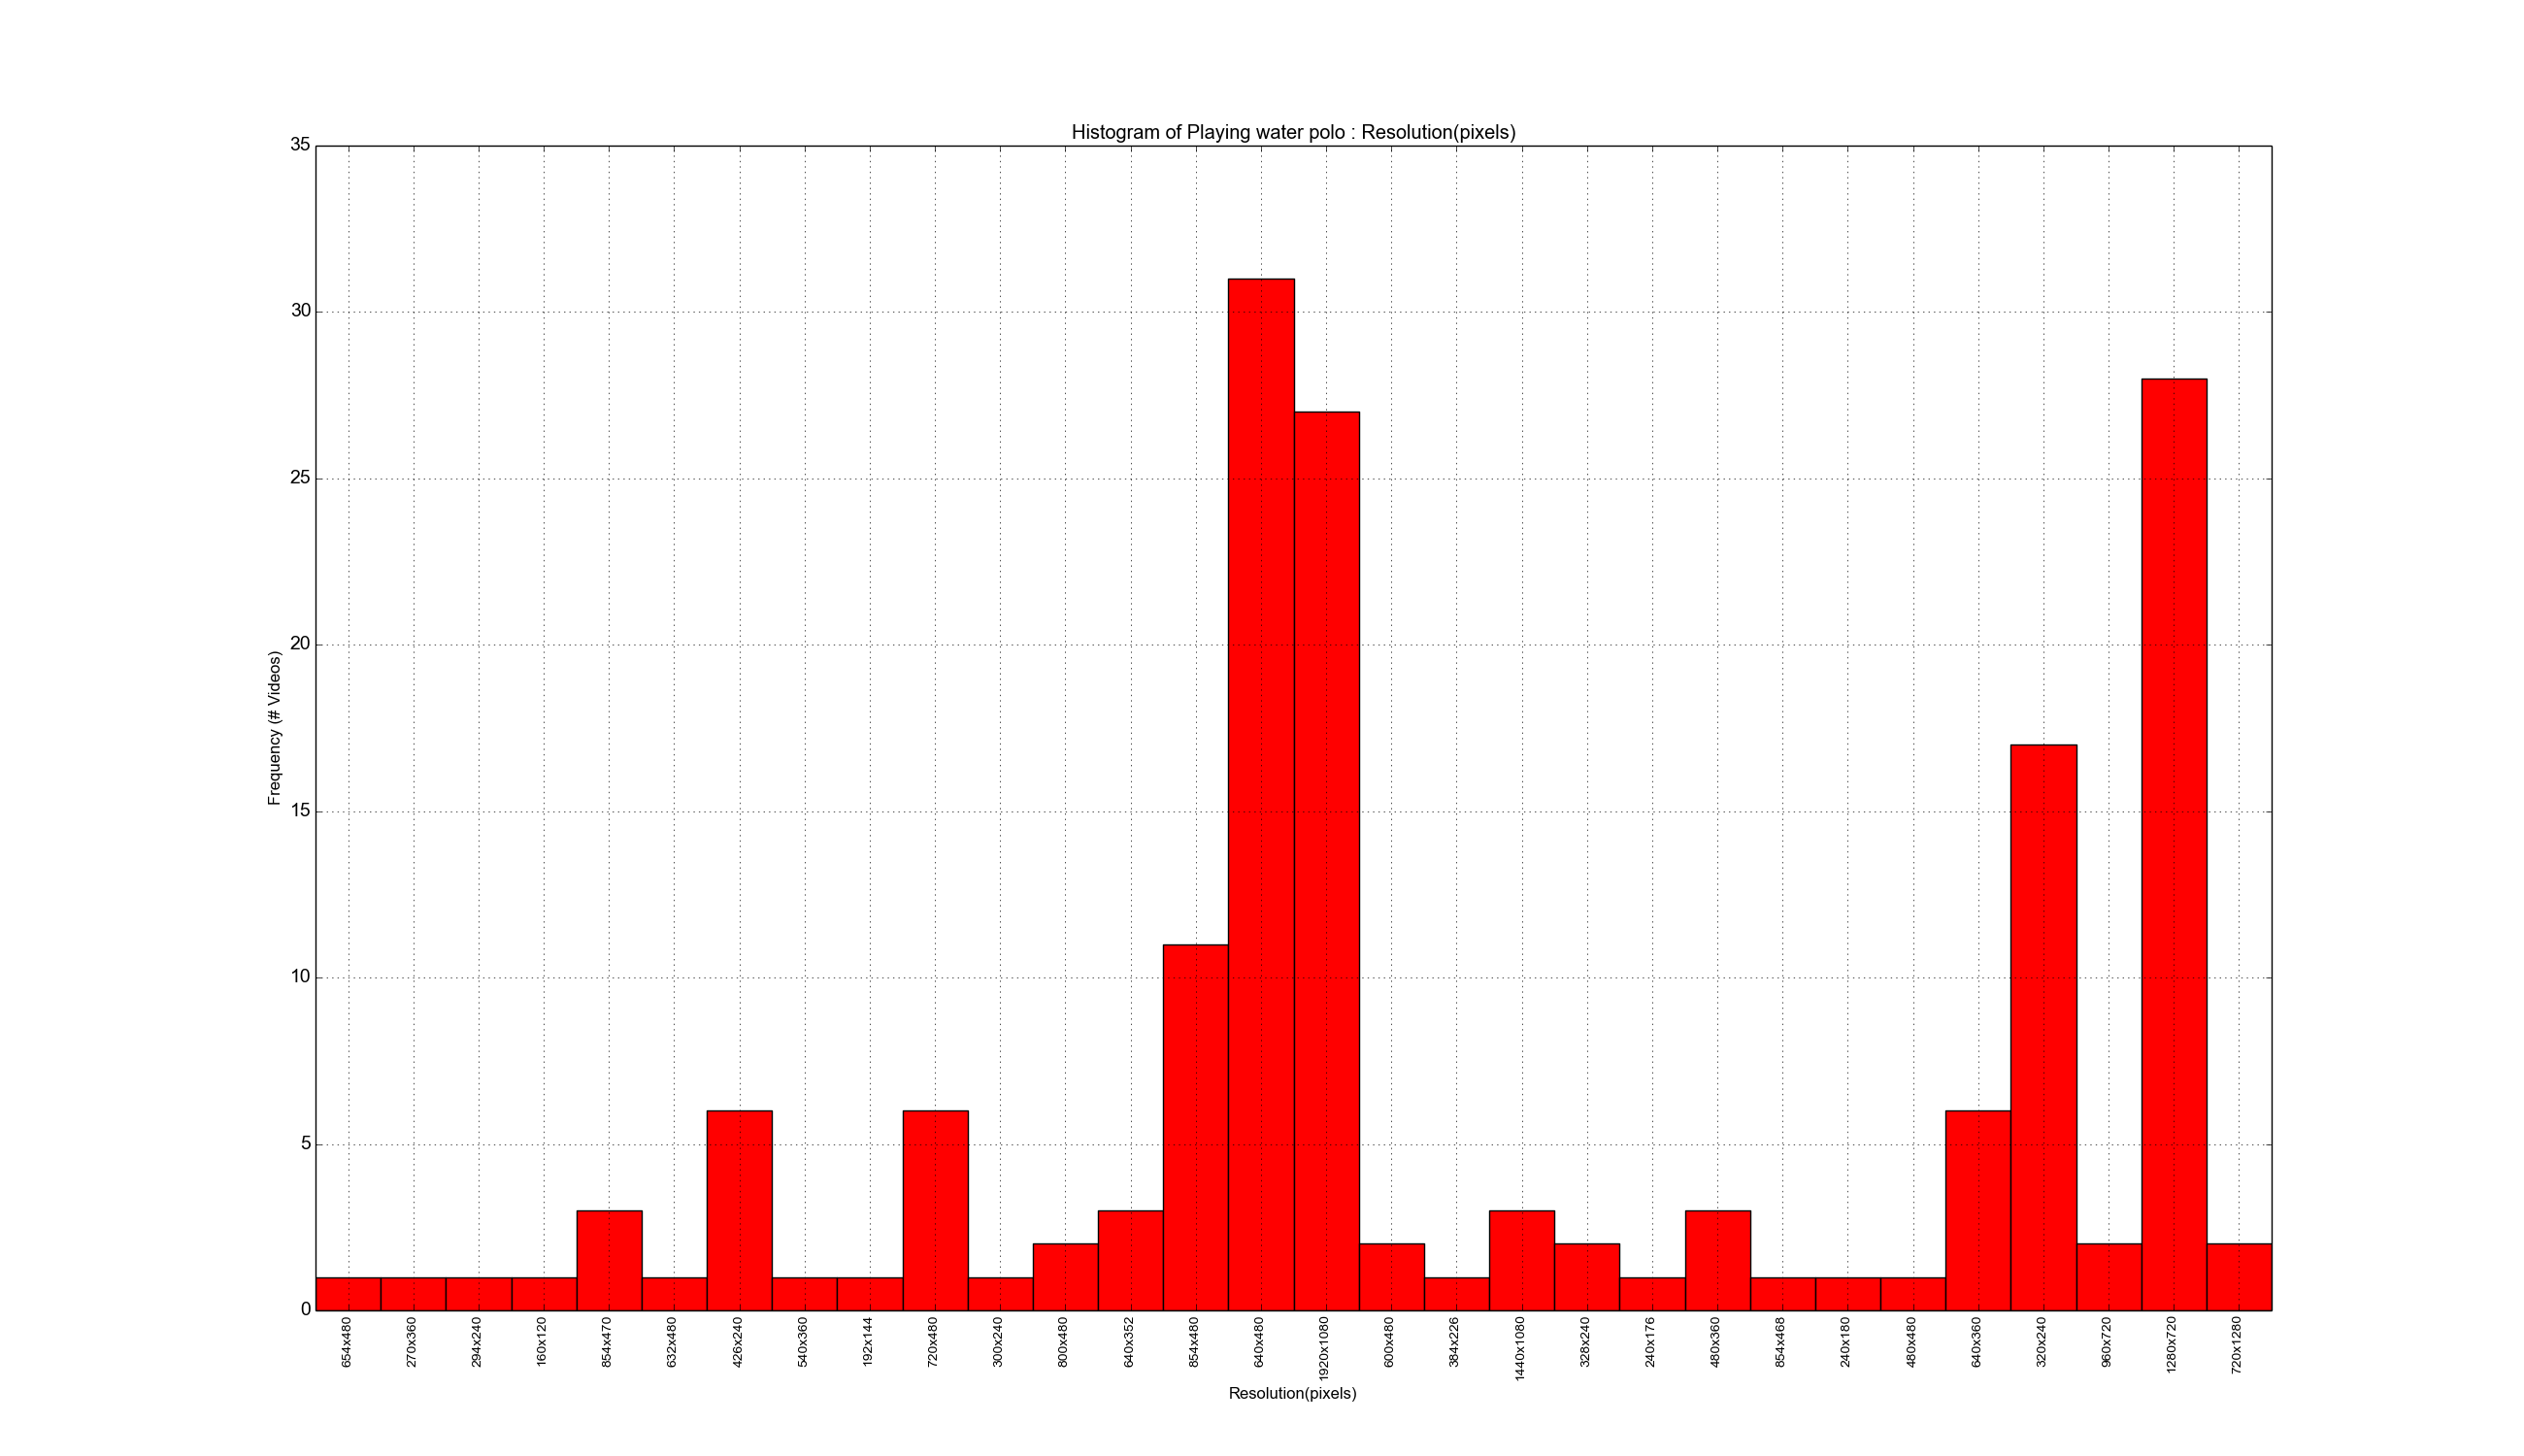 Histogram of Playing water polo : Resolution(pixels)
35
30
25
20
15
10
5
0
Frequency (# Videos)
654x480
270x360
294x240
160x120
854x470
632x480
426x240
540x360
192x144
720x480
300x240
800x480
640x352
854x480
640x480
1920x1080
600x480
384x226
1440x1080
328x240
240x176
480x360
854x468
240x180
480x480
640x360
320x240
960x720
1280x720
720x1280
Resolution(pixels)